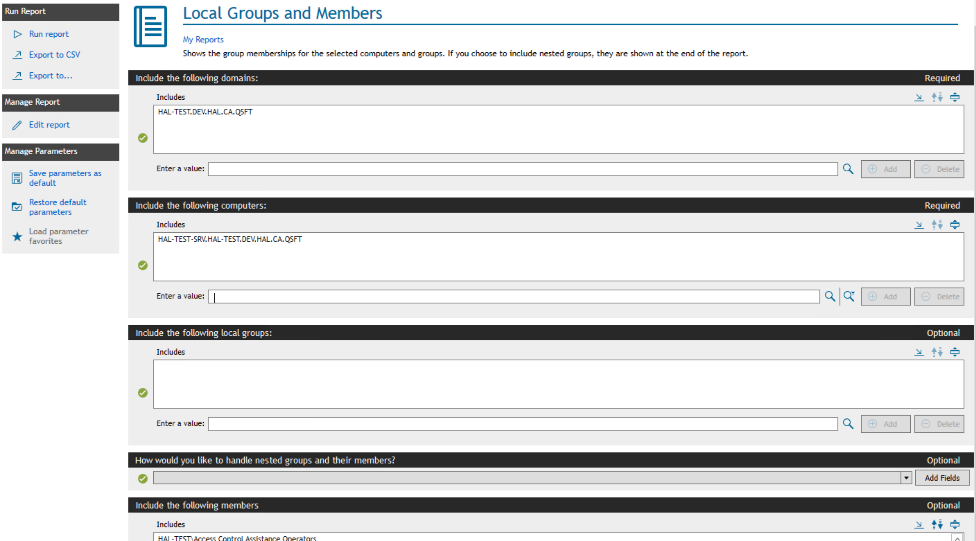 Run Report
Run report
Export to CSV
Export to...
Manage Report
Edit report
Manage Parameters
Save parameters as
default
Restore default
parameters
Load parameter
favorites
Local Groups and Members
My Reports
Shows the group memberships for the selected computers and groups. If you choose to include nested groups, they are shown at the end of the report.
Include the following domains: Required
Includes
HAL-TEST.DEV.HAL.CA.QSFT
Enter a value: Add Delete
Include the following computers: Required
Includes
HAL-TEST-SRV.HAL-TEST.DEV.HAL.CA.QSFT
Enter a value: Add Delete
Include the following local groups: Optional
Includes
Enter a value: Add Delete
How would you like to handle nested groups and their members? Optional
Add Fields
Include the following members Optional
Includes
HAL-TEST\Access Control Assistance Operators